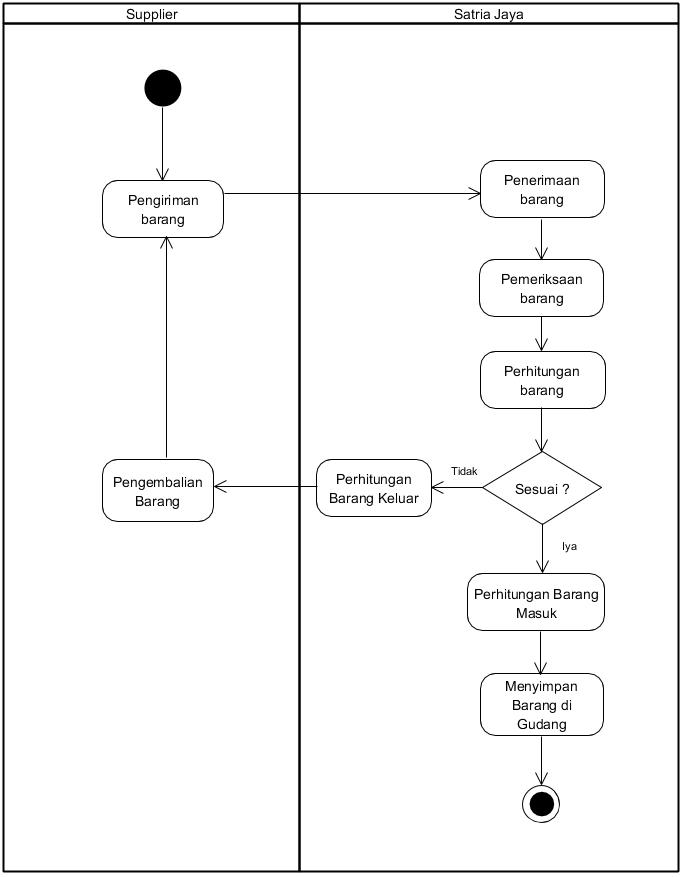 Supplier
Satria Jaya
Pengiriman
barang
Penerimaan
barang
Pemeriksaan
barang
Perhitungan
barang
Sesuai ?
Tidak
Perhitungan
Barang Keluar
Pengembalian
Barang
Iya
Perhitungan Barang
Masuk
Menyimpan
Barang di
Gudang